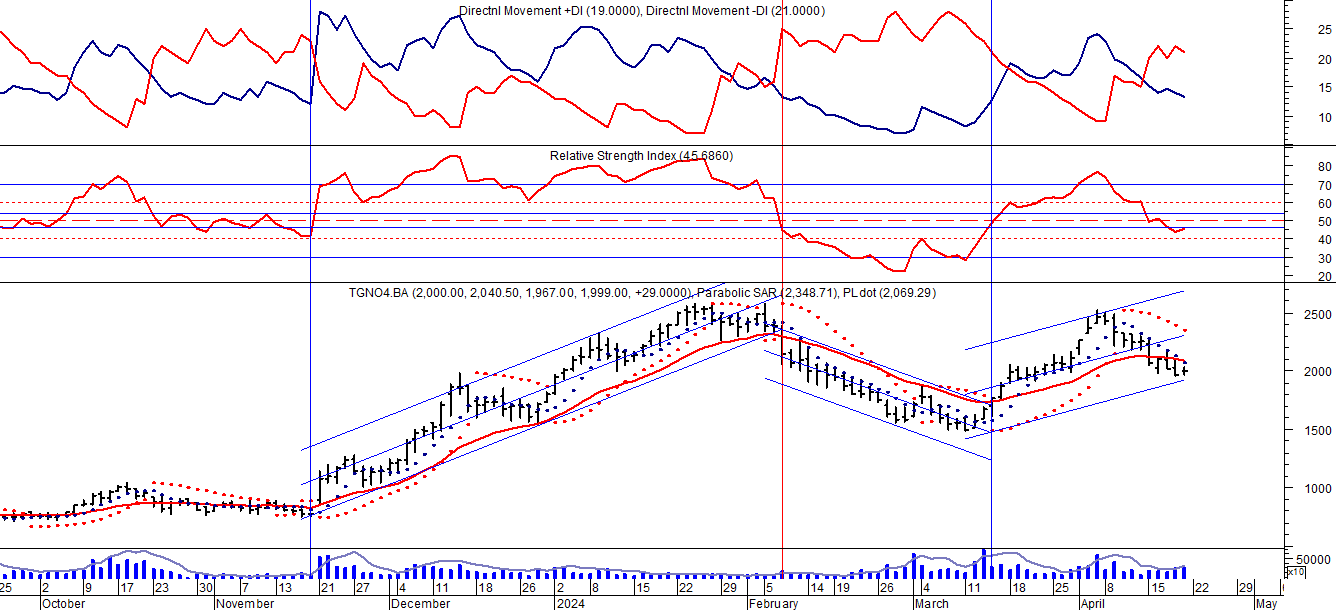 Directnl Movement +DI (19.0000), Directnl Movement -DI (21.0000)
25
20
15
10
Relative Strength Index (45.6860)
80
70
60
50
40
30
20
TGNO4.BA (2,000.00, 2,040.50, 1,967.00, 1,999.00, +29.0000), Parabolic SAR (2,348.71), PLdot (2,069.29)
2500
2000
1500
1000
50000
x10
25 2 9 17 23 30 7 13 21 27 4 11 18 26 2 8 15 22 29 5 14 19 26 4 11 18 25 1 8 15 22 29
October November December 2024 February March April May